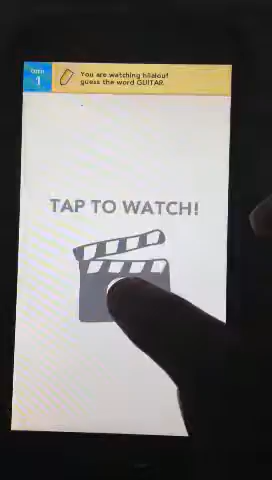 TURN
1
You are watching hilalouf
guess the word GUITAR
TAP TO WATCH!